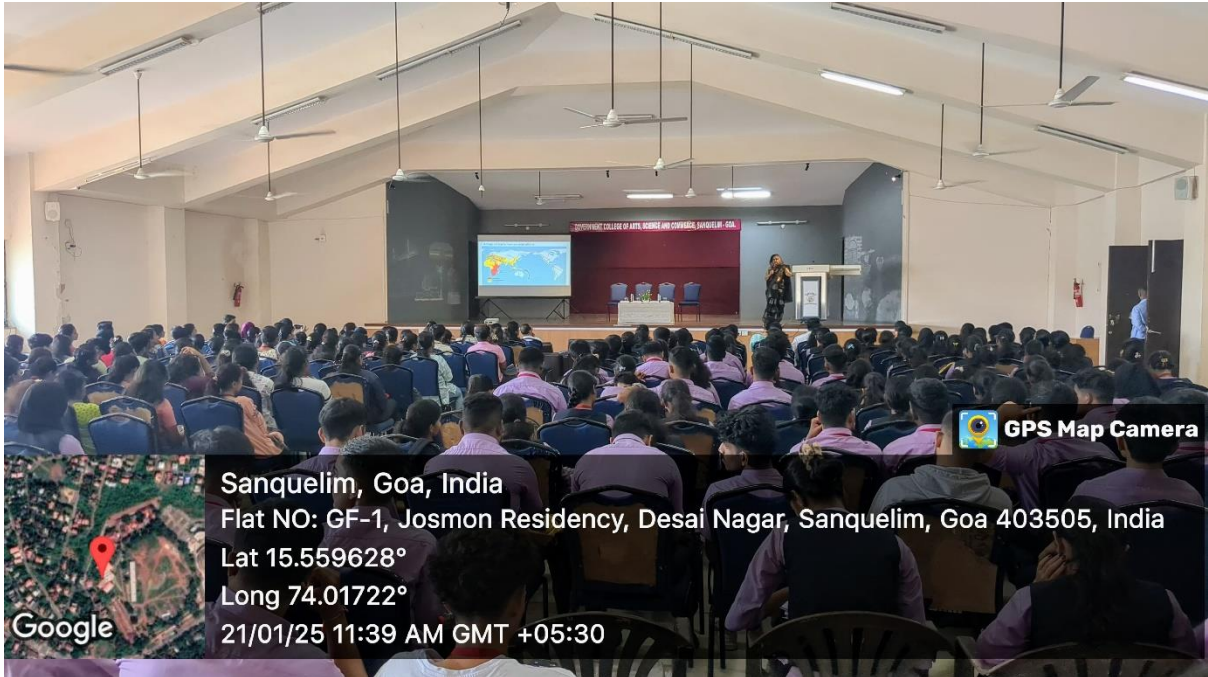 GOVERNMENT COLLEGE OF ARTS, SCIENCE AND COMMERCE, SANQUELIM - GOA.
GPS Map Camera
Sanquelim, Goa, India
Flat NO: GF-1, Josmon Residency, Desai Nagar, Sanquelim, Goa 403505, India
Lat 15.559628°
Long 74.01722°
21/01/25 11:39 AM GMT +05:30
Google